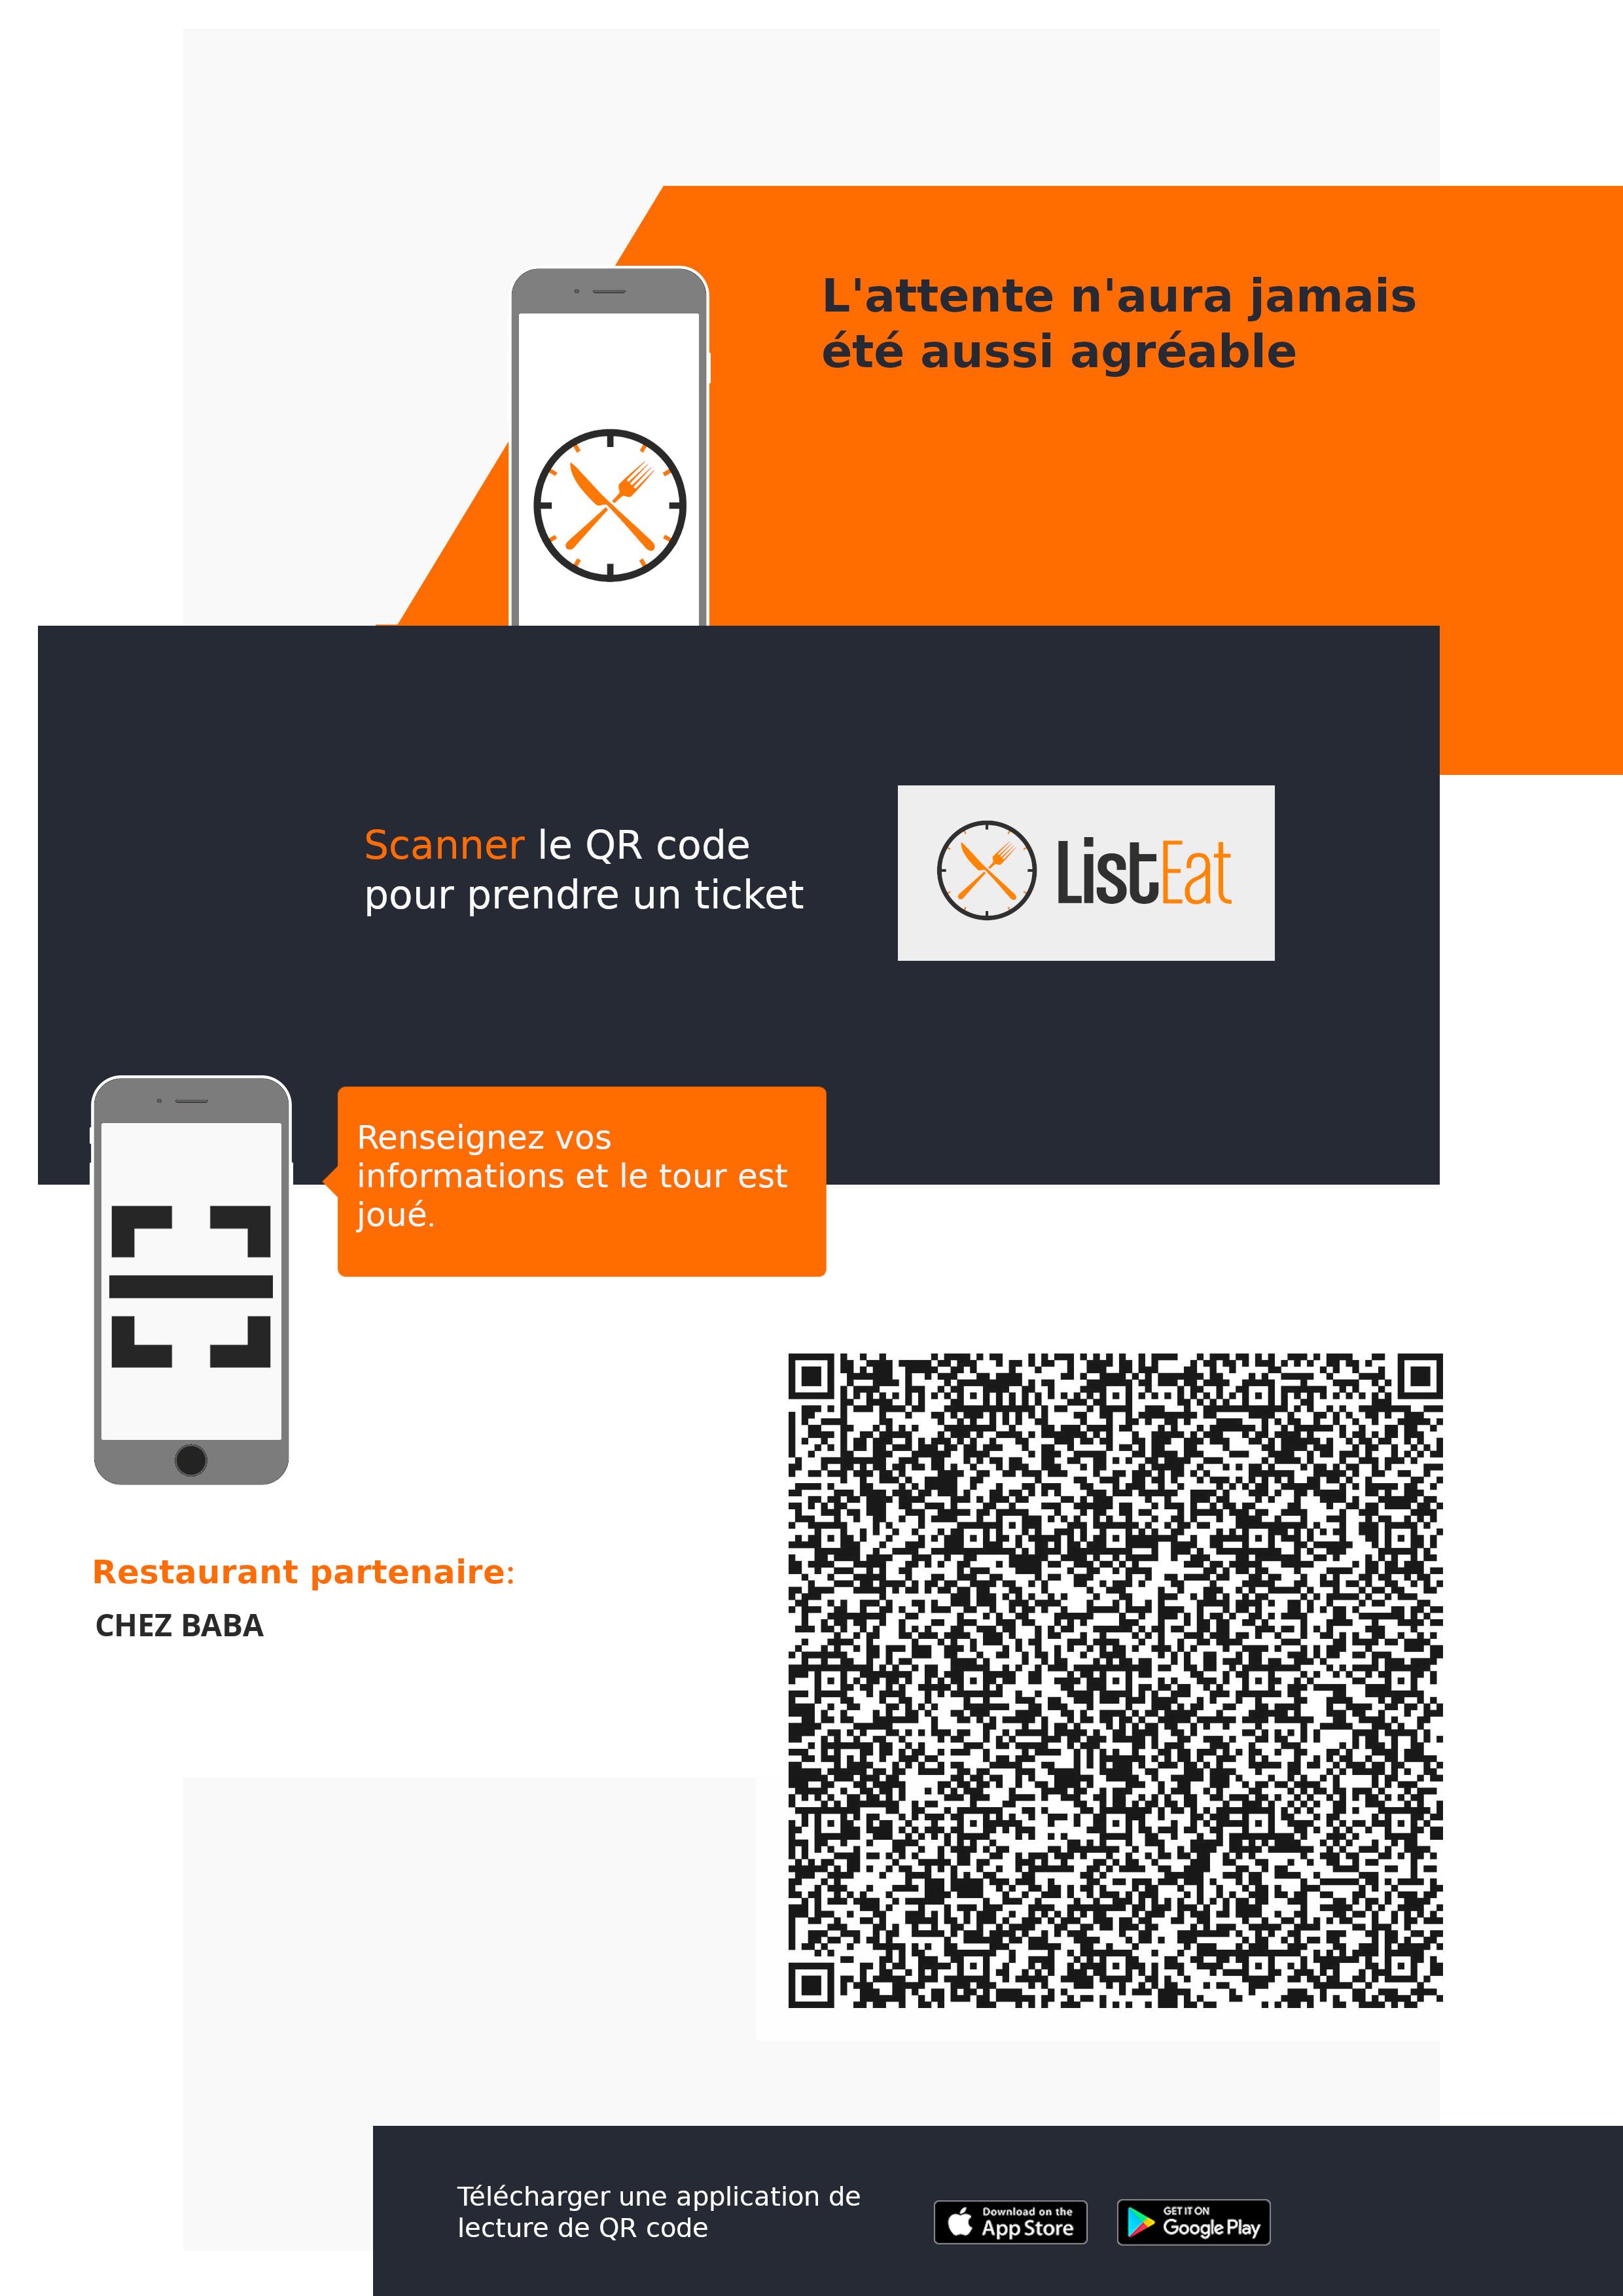 L'attente n'aura jamais
été aussi agréable
Scanner le QR code
pour prendre un ticket
ListEat
Renseignez vos
informations et le tour est
joué.
Restaurant partenaire:
CHEZ BABA
Télécharger une application de
lecture de QR code
Download on the
App Store
GET IT ON
Google Play